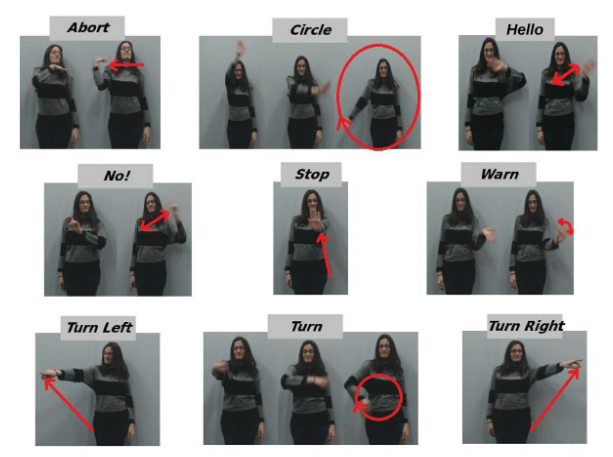 Abort
Circle
Hello
No!
Stop
Warn
Turn Left
Turn
Turn Right